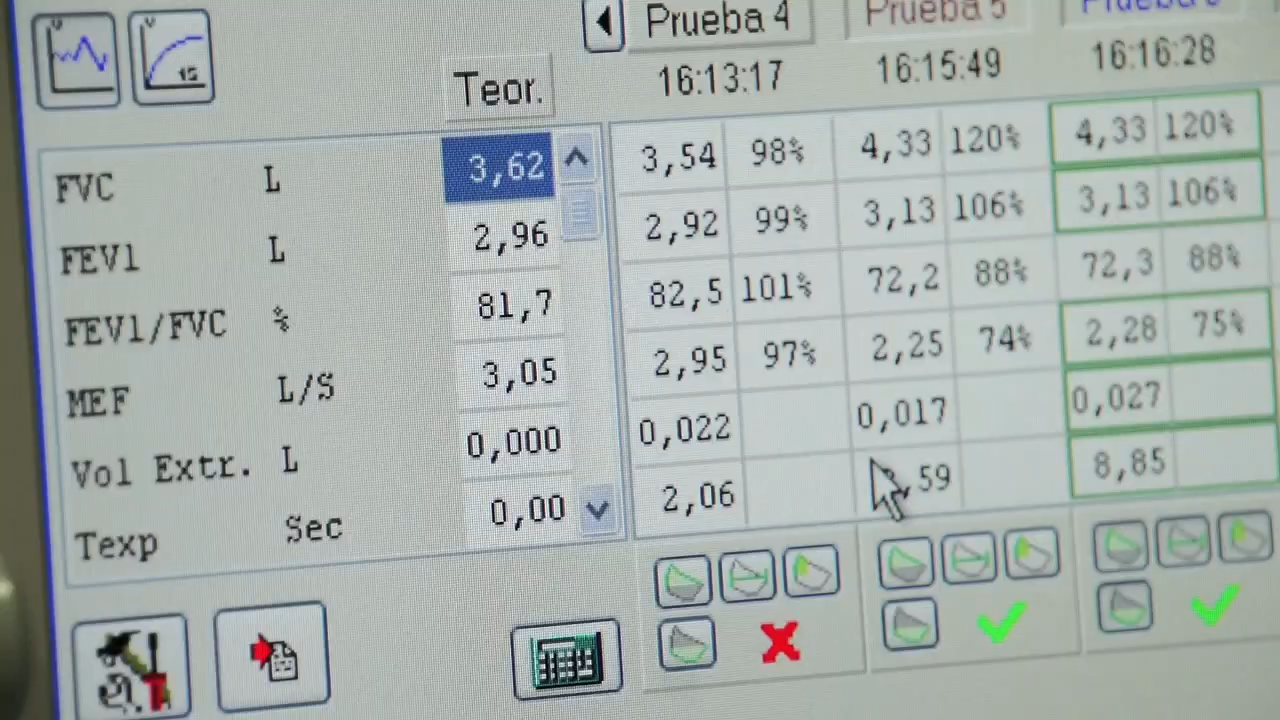 Prueba 4 Prueba 5 Prueba
Teor. 16:13:17 16:15:49 16:16:28
15
FVC L 3,62 3,54 98% 4,33 120% 4,33 120%
FEV1 L 2,96 2,92 99% 3,13 106% 3,13 106%
FEV1/FVC % 81,7 82,5 101% 72,2 88% 72,3 88%
MEF L/S 3,05 2,95 97% 2,25 74% 2,28 75%
Vol Extr. L 0,000 0,022 0,017 0,027
Texp Sec 0,00 2,06 59 8,85